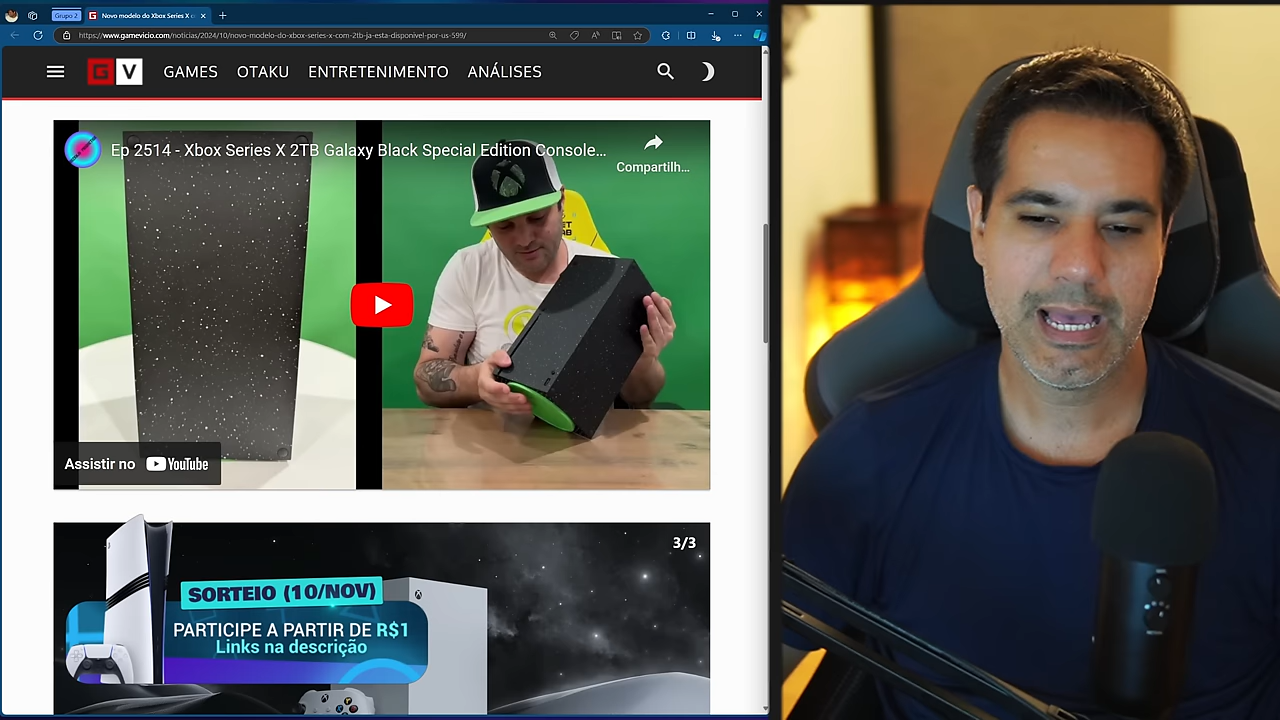 Grupo 2
Novo modelo do Xbox Series X c
https://www.gamevicio.com/noticias/2024/10/novo-modelo-do-xbox-series-x-com-2tb-ja-esta-disponivel-por-us-599/
G V
GAMES
OTAKU
ENTRETENIMENTO
ANÁLISES
Ep 2514 - Xbox Series X 2TB Galaxy Black Special Edition Console...
Compartilh...
Assistir no YouTube
3/3
SORTEIO (10/NOV)
PARTICIPE A PARTIR DE R$1
Links na descrição